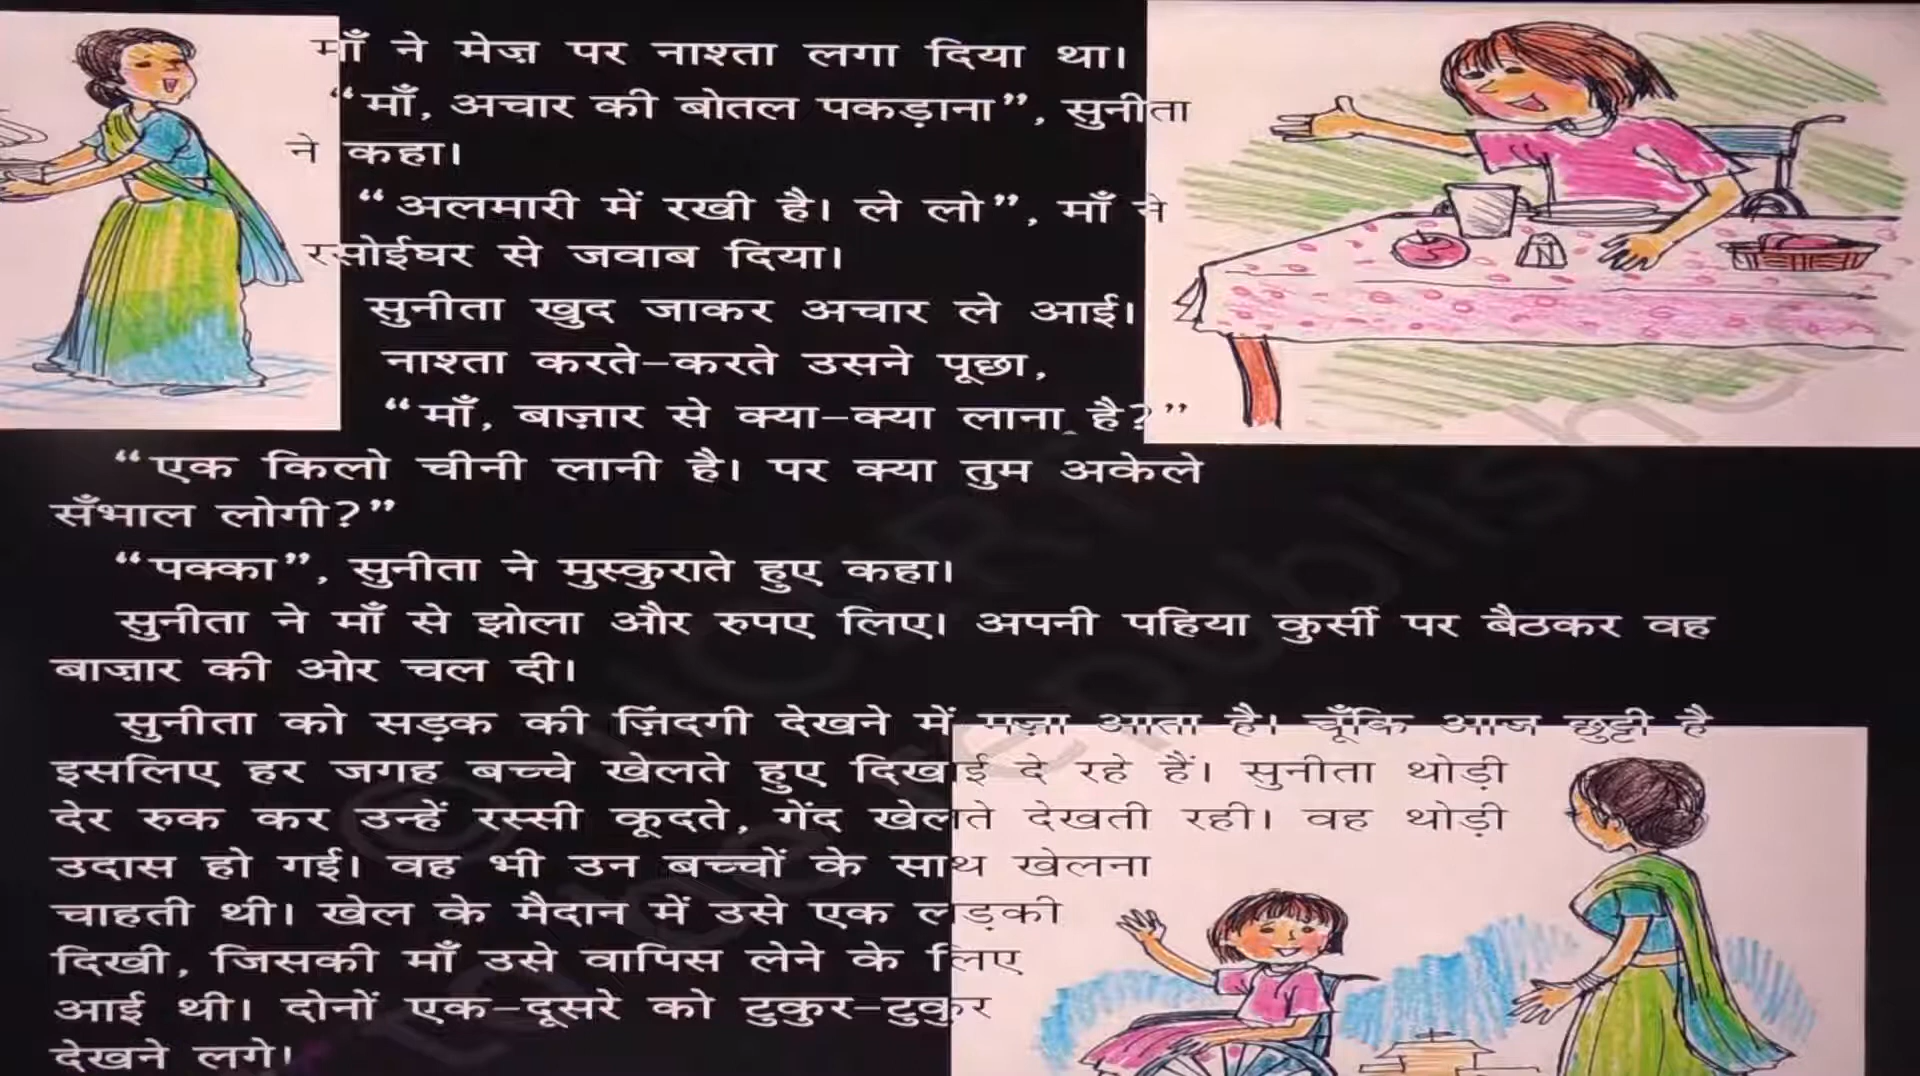 माँ ने मेज़ पर नाश्ता लगा दिया था।
“माँ, अचार की बोतल पकड़ाना”, सुनीता
ने कहा।
“अलमारी में रखी है। ले लो”, माँ ने
रसोईघर से जवाब दिया।
सुनीता खुद जाकर अचार ले आई।
नाश्ता करते–करते उसने पूछा,
“माँ, बाज़ार से क्या–क्या लाना है?”
“एक किलो चीनी लानी है। पर क्या तुम अकेले
सँभाल लोगी?”
“पक्का”, सुनीता ने मुस्कुराते हुए कहा।
सुनीता ने माँ से झोला और रुपए लिए। अपनी पहिया कुर्सी पर बैठकर वह
बाज़ार की ओर चल दी।
सुनीता को सड़क की ज़िंदगी देखने में मज़ा आता है। चूँकि आज छुट्टी है
इसलिए हर जगह बच्चे खेलते हुए दिखाई दे रहे हैं। सुनीता थोड़ी
देर रुक कर उन्हें रस्सी कूदते, गेंद खेलते देखती रही। वह थोड़ी
उदास हो गई। वह भी उन बच्चों के साथ खेलना
चाहती थी। खेल के मैदान में उसे एक लड़की
दिखी, जिसकी माँ उसे वापिस लेने के लिए
आई थी। दोनों एक–दूसरे को टुकुर–टुकुर
देखने लगे।